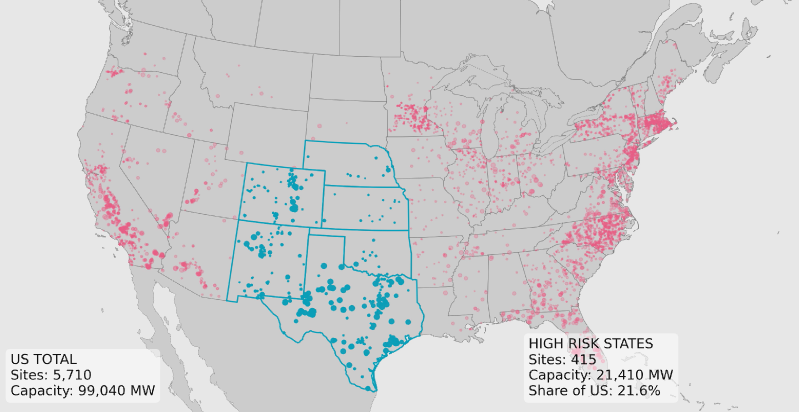 US TOTAL
Sites: 5,710
Capacity: 99,040 MW
HIGH RISK STATES
Sites: 415
Capacity: 21,410 MW
Share of US: 21.6%